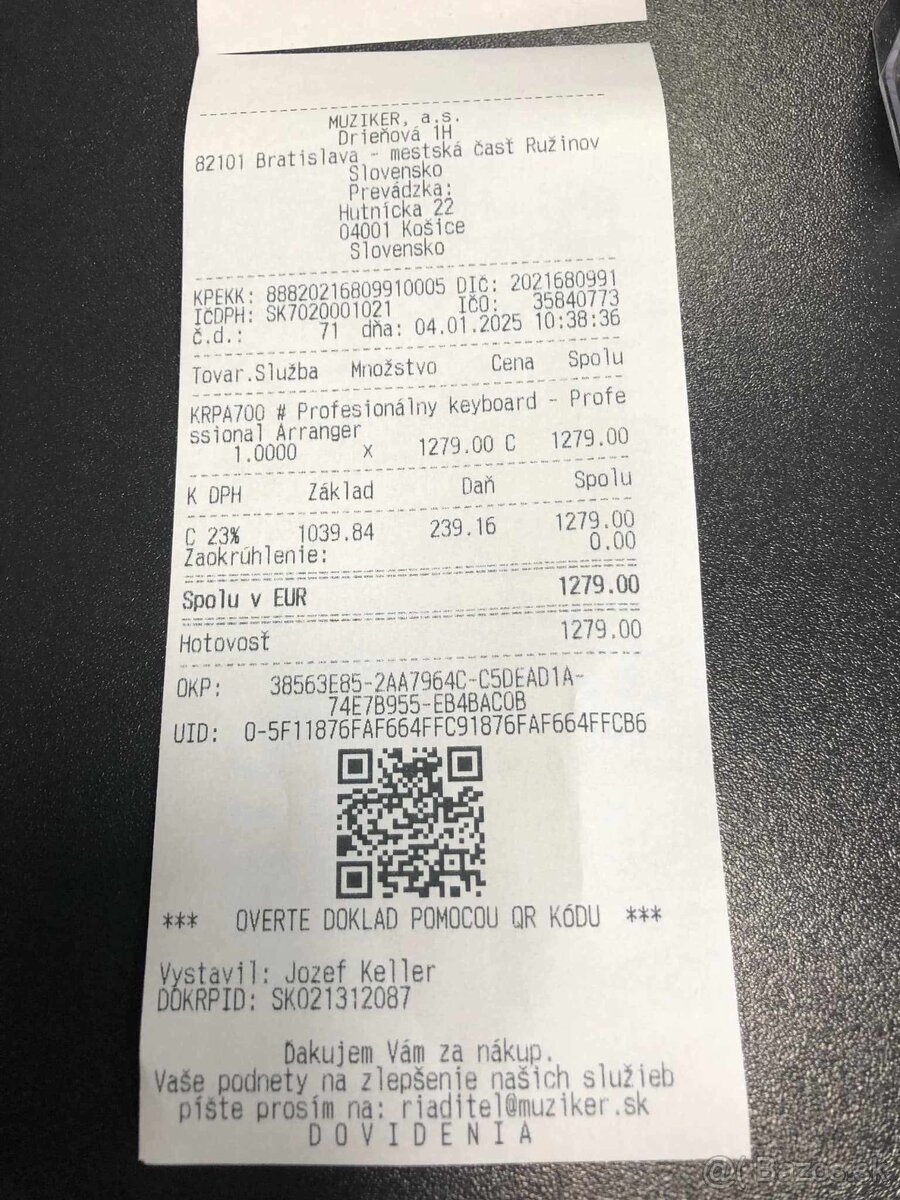 MUZIKER, a.s.
Drieňová 1H
82101 Bratislava - mestská časť Ružinov
Slovensko
Prevádzka:
Hutnícka 22
04001 Košice
Slovensko
KPEKK: 88820216809910005 DIČ: 2021680991
IČDPH: SK7020001021 IČO: 35840773
č.d.: 71 dňa: 04.01.2025 10:38:36
Tovar.Služba Množstvo Cena Spolu
KRPA700 # Profesionálny keyboard - Profe
ssional Arranger
1.0000 x 1279.00 C 1279.00
K DPH Základ Daň Spolu
C 23% 1039.84 239.16 1279.00
Zaokrúhlenie: 0.00
Spolu v EUR 1279.00
Hotovosť 1279.00
OKP: 38563E85-2AA7964C-C5DEAD1A-
74E7B955-EB4BAC0B
UID: O-5F11876FAF664FFC91876FAF664FFCB6
*** OVERTE DOKLAD POMOCOU QR KÓDU ***
Vystavil: Jozef Keller
DOKRPID: SK021312087
Ďakujem Vám za nákup.
Vaše podnety na zlepšenie našich služieb
píšte prosím na: riaditel@muziker.sk
DOVIDENIA